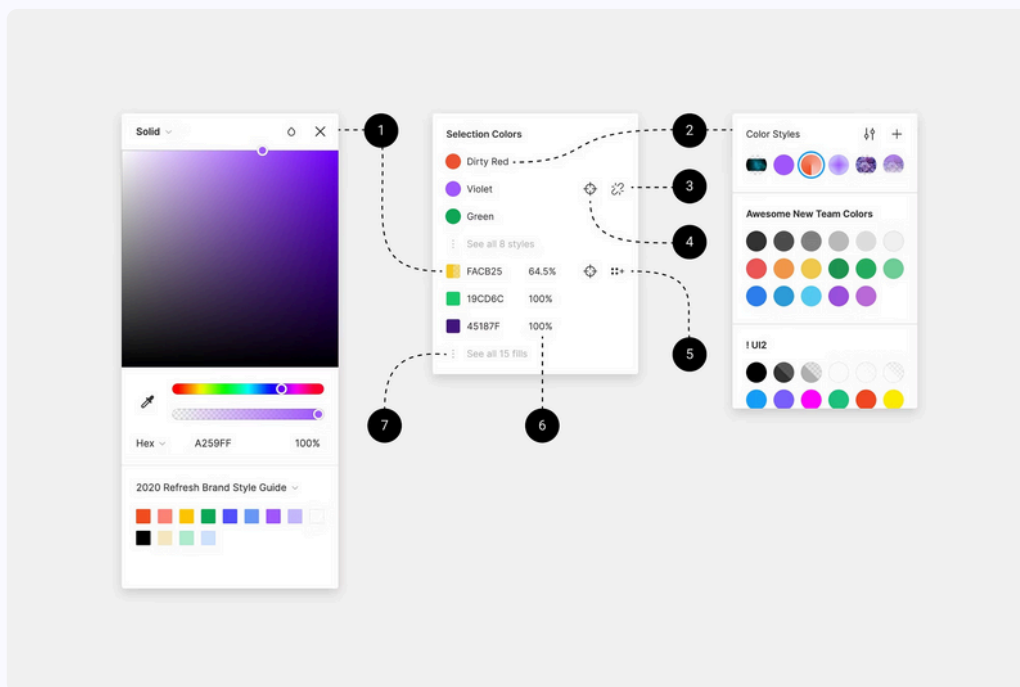 Solid
Hex A259FF 100%
2020 Refresh Brand Style Guide
1
7
Selection Colors
Dirty Red
Violet
Green
See all 8 styles
FACB25 64.5%
19CD6C 100%
45187F 100%
See all 15 fills
6
2
3
4
5
Color Styles
Awesome New Team Colors
! UI2